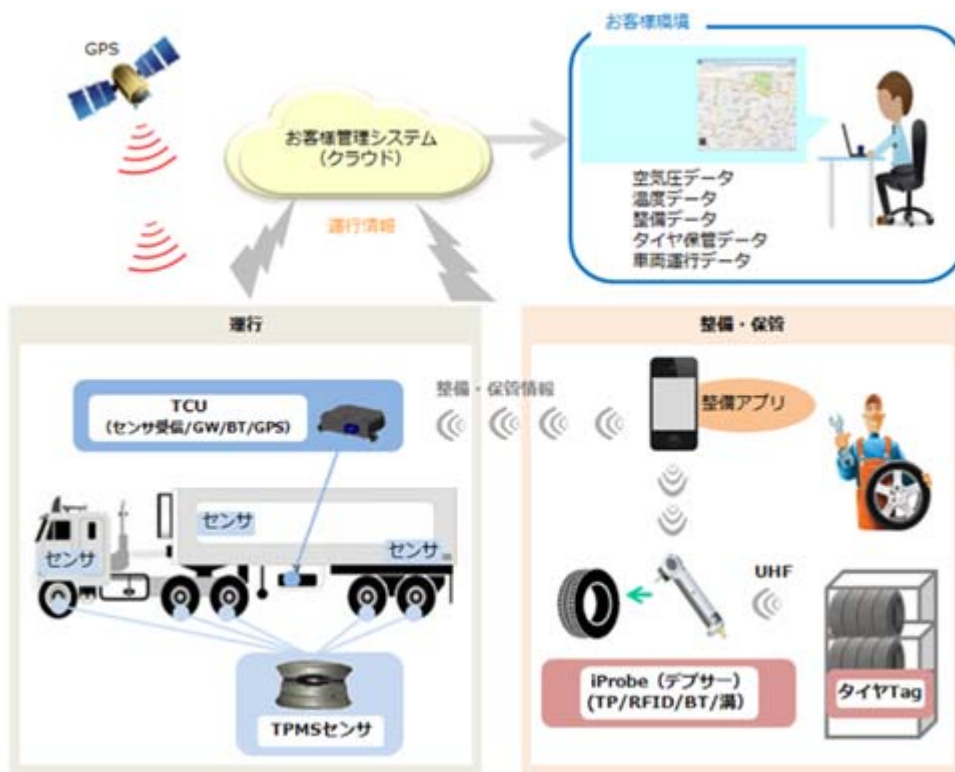 GPS
お客様環境
お客様管理システム
(クラウド)
運行情報
空気圧データ
温度データ
整備データ
タイヤ保管データ
車両運行データ
運行
整備・保管
TCU
(センサ受信/GW/BT/GPS)
整備・保管情報
整備アプリ
センサ
センサ
センサ
UHF
TPMSセンサ
iProbe(デプサー)
(TP/RFID/BT/溝)
タイヤTag